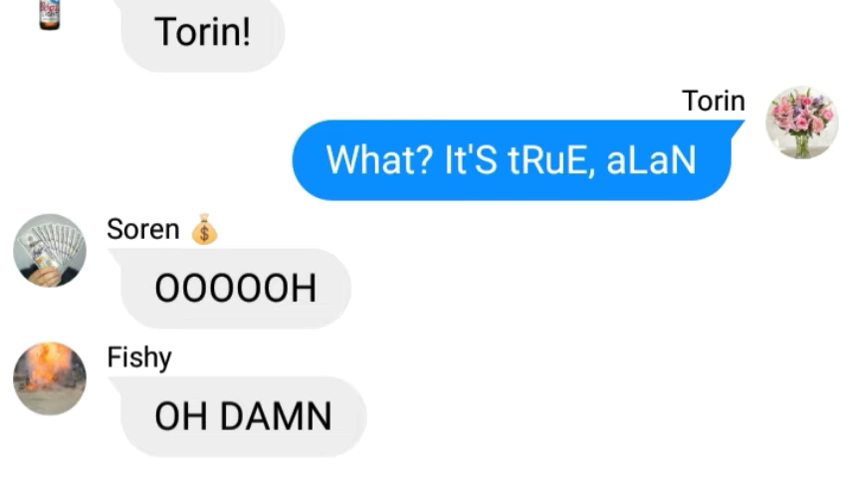 Torin!
Torin
What? It'S tRuE, aLaN
Soren 💰
OOOOOH
Fishy
OH DAMN